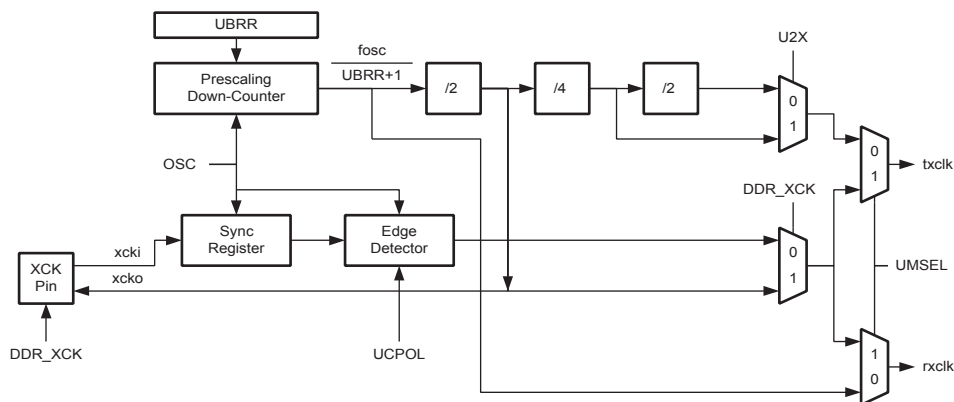 UBRR
fosc
UBRR+1
U2X
Prescaling
Down-Counter
/2
/4
/2
0
1
OSC
0
1
txclk
DDR_XCK
xcki
Sync
Register
Edge
Detector
0
1
UMSEL
XCK
Pin
xcko
DDR_XCK
UCPOL
1
0
rxclk